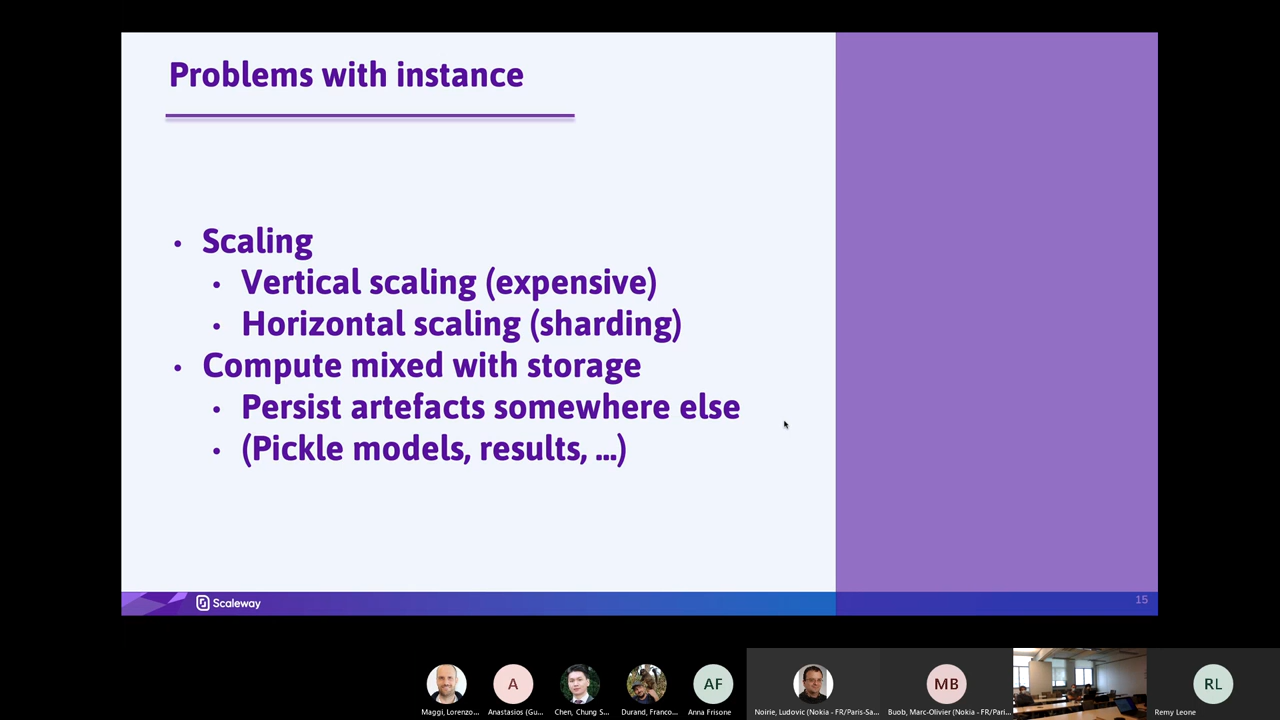 Problems with instance
• Scaling
• Vertical scaling (expensive)
• Horizontal scaling (sharding)
• Compute mixed with storage
• Persist artefacts somewhere else
• (Pickle models, results, ...)
Scaleway
15
A
AF
MB
RL
Maggi, Lorenzo...
Anastasios (Gu...
Chen, Chung S...
Durand, Franco...
Anna Frisone
Noirie, Ludovic (Nokia - FR/Paris-Sa...
Buob, Marc-Olivier (Nokia - FR/Pari...
Remy Leone